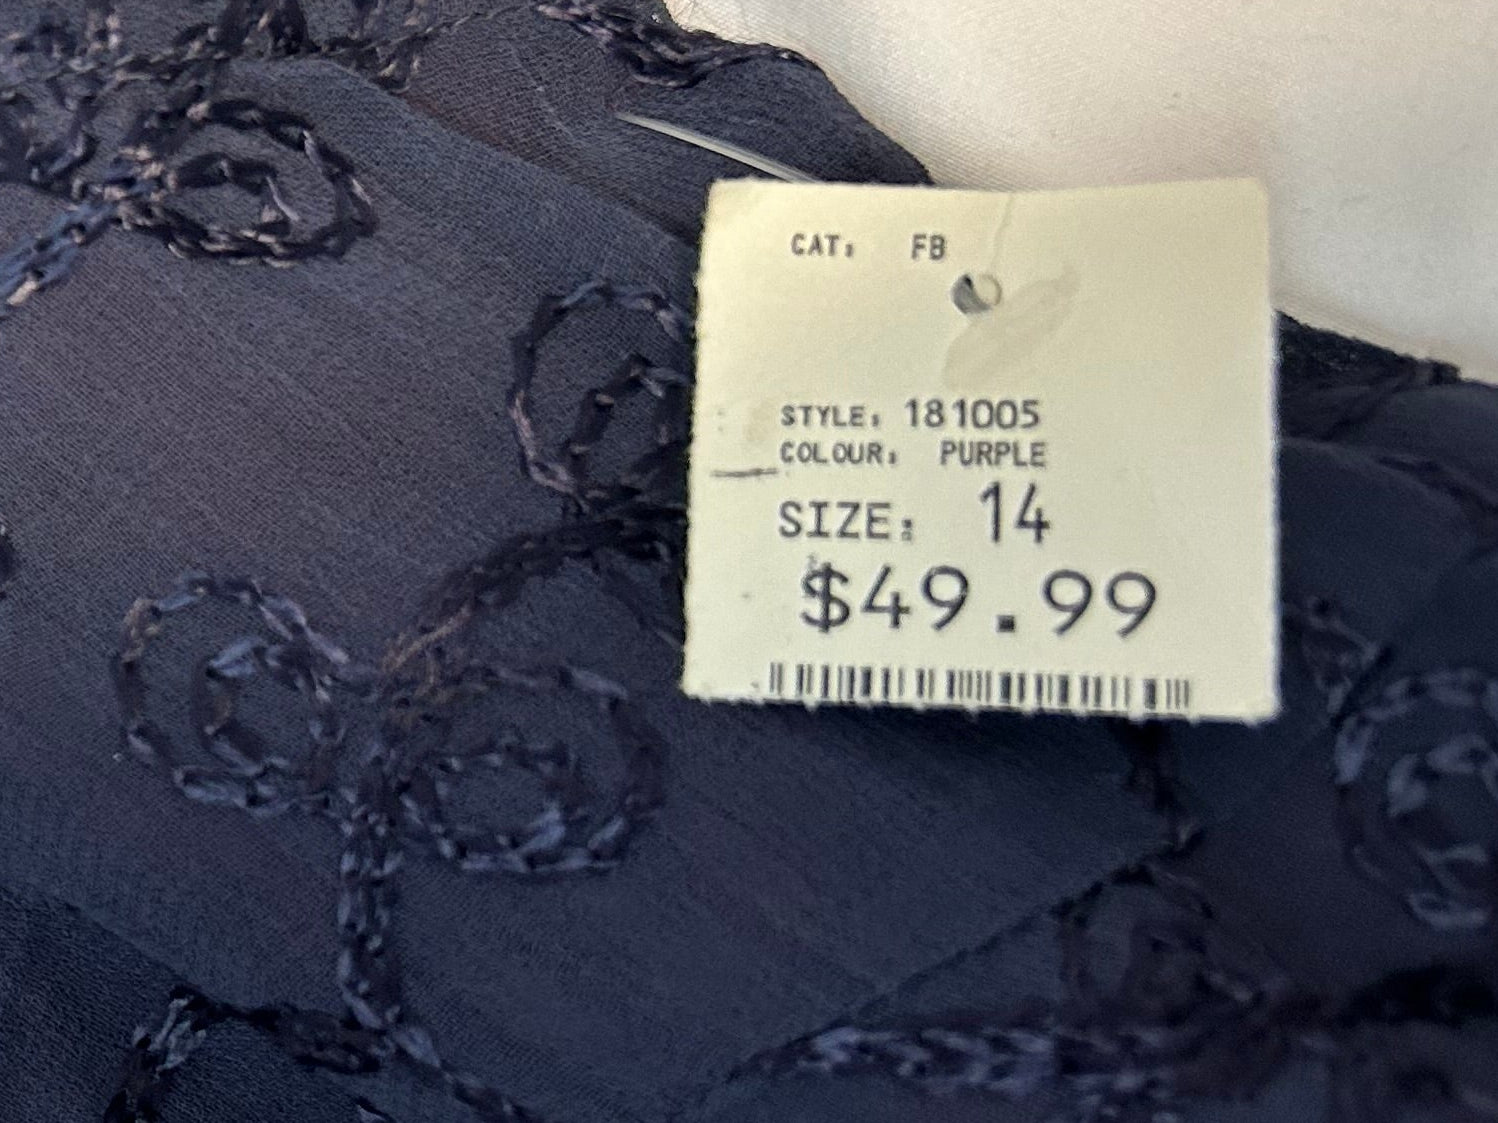 CAT: FB
STYLE: 181005
COLOUR: PURPLE
SIZE: 14
$49.99